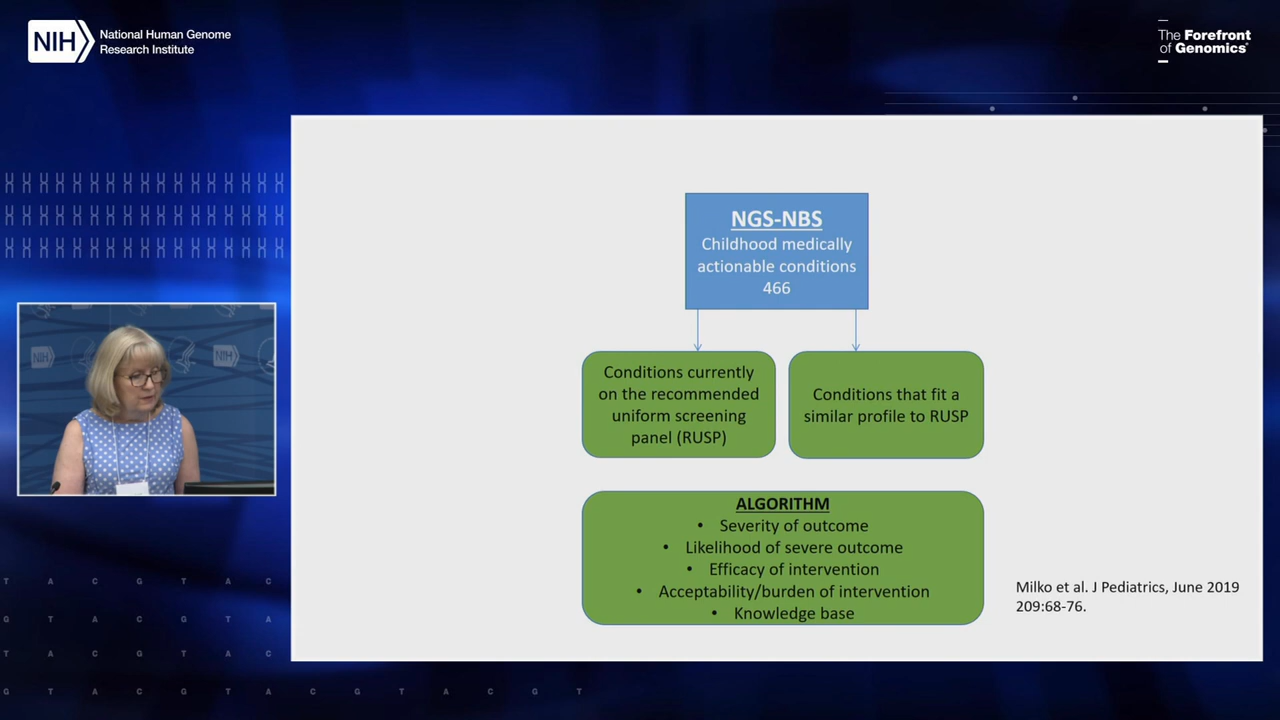 NIH
National Human Genome
Research Institute
The Forefront
of Genomics®
NGS-NBS
Childhood medically
actionable conditions
466
Conditions currently
on the recommended
uniform screening
panel (RUSP)
Conditions that fit a
similar profile to RUSP
ALGORITHM
• Severity of outcome
• Likelihood of severe outcome
• Efficacy of intervention
• Acceptability/burden of intervention
• Knowledge base
Milko et al. J Pediatrics, June 2019
209:68-76.
NIH
NIH
T A C G T A C
G T A C G T A
T A C G T A C
G T A C G T A C G T A C G T